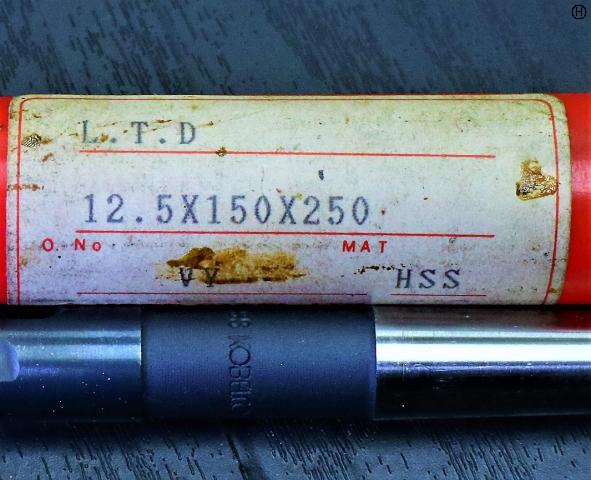 L.T.D
12.5X150X250
O. No MAT
VY HSS
KOBELCO
H